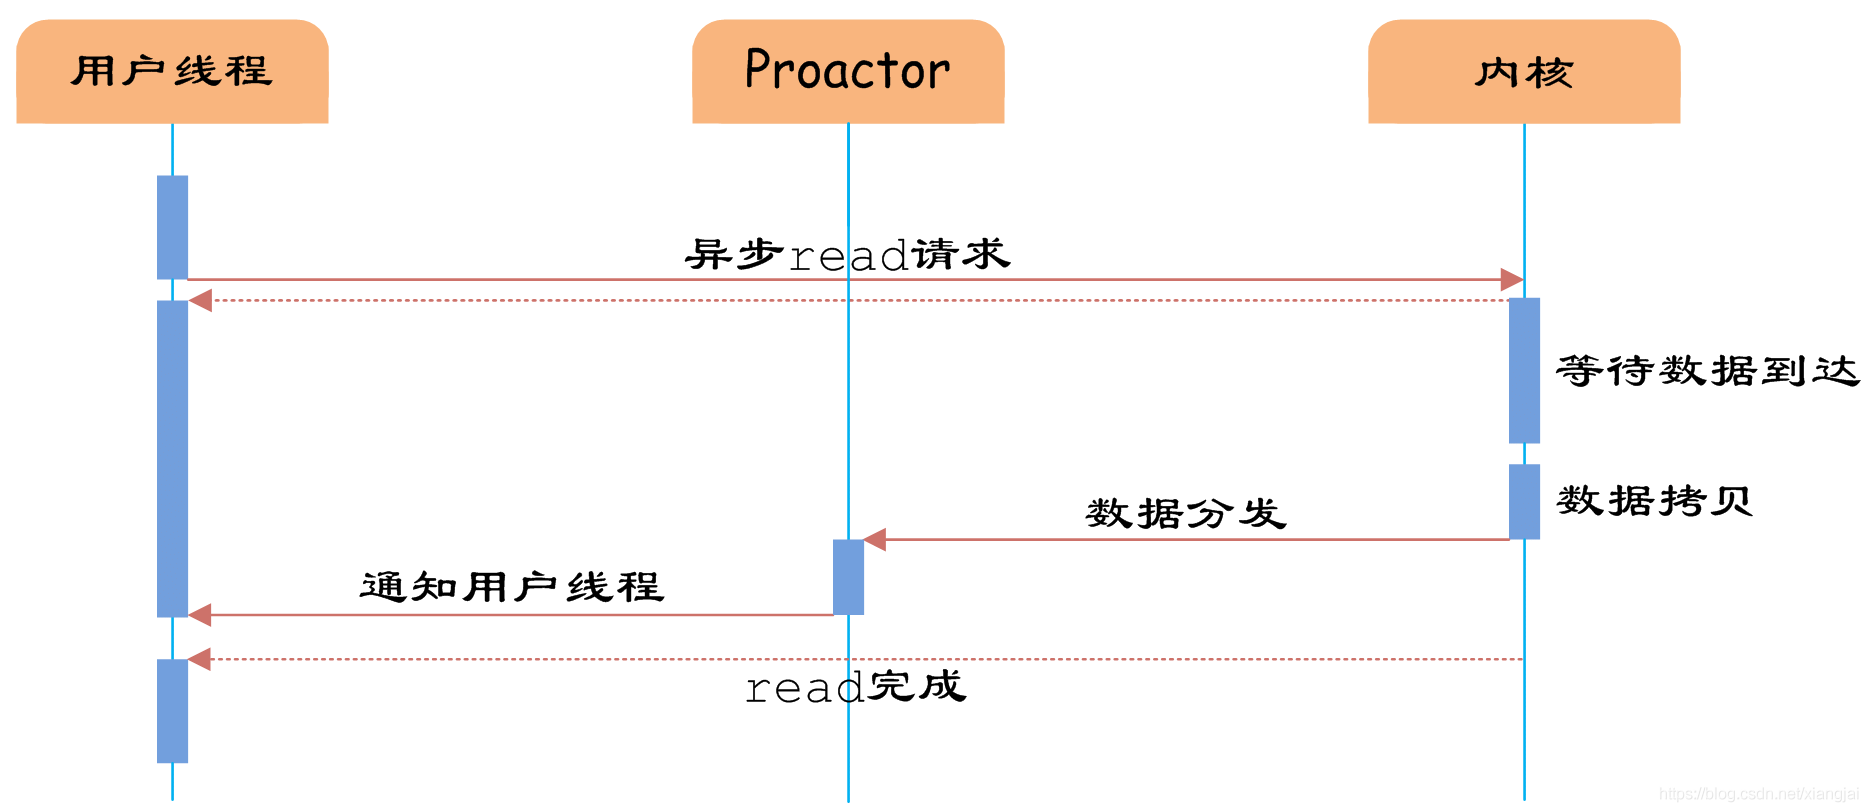 用户线程
Proactor
内核
异步read请求
等待数据到达
数据拷贝
数据分发
通知用户线程
read完成
https://blog.csdn.net/xiangjai